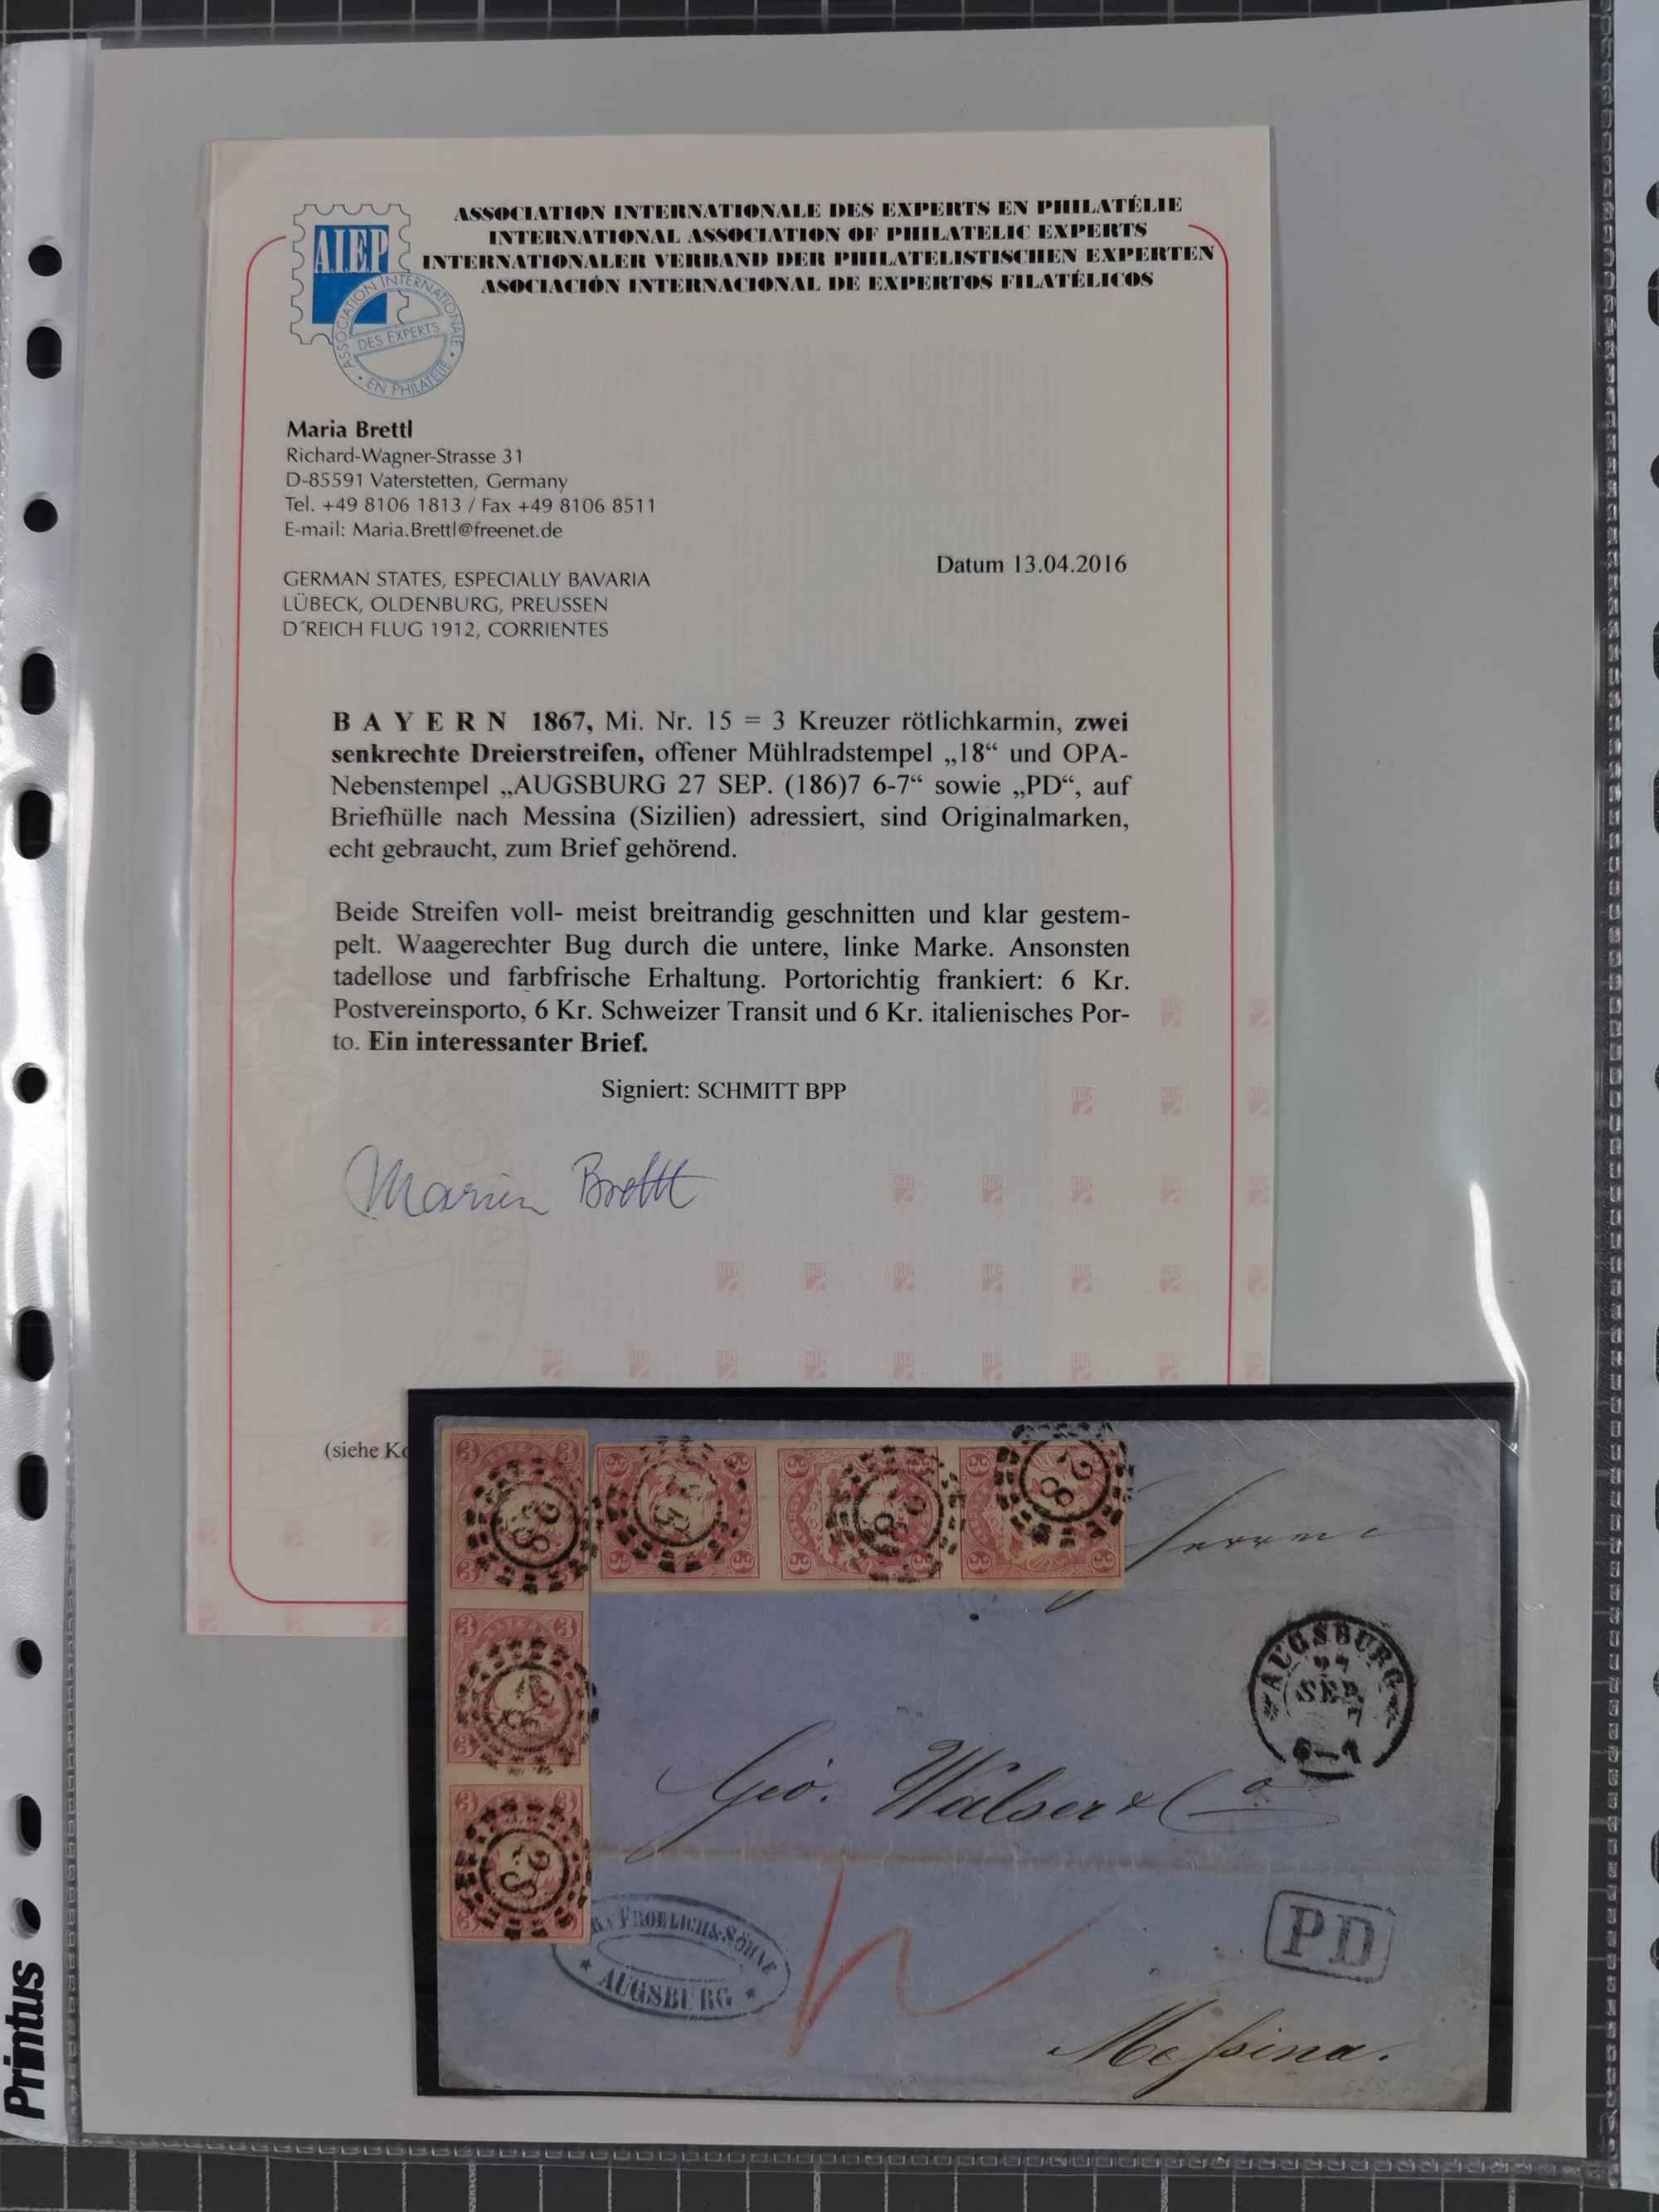 ASSOCIATION INTERNATIONALE DES EXPERTS EN PHILATÉLIE
INTERNATIONAL ASSOCIATION OF PHILATELIC EXPERTS
INTERNATIONALER VERBAND DER PHILATELISTISCHEN EXPERTEN
ASOCIACIÓN INTERNACIONAL DE EXPERTOS FILATÉLICOS
AIEP
ASSOCIATION INTERNATIONALE
DES EXPERTS
• EN PHILATÉLIE •
Maria Brettl
Richard-Wagner-Strasse 31
D-85591 Vaterstetten, Germany
Tel. +49 8106 1813 / Fax +49 8106 8511
E-mail: Maria.Brettl@freenet.de
Datum 13.04.2016
GERMAN STATES, ESPECIALLY BAVARIA
LÜBECK, OLDENBURG, PREUSSEN
D´REICH FLUG 1912, CORRIENTES
BAYERN 1867, Mi. Nr. 15 = 3 Kreuzer rötlichkarmin, zwei
senkrechte Dreierstreifen, offener Mühlradstempel „18“ und OPA-
Nebenstempel „AUGSBURG 27 SEP. (186)7 6-7“ sowie „PD“, auf
Briefhülle nach Messina (Sizilien) adressiert, sind Originalmarken,
echt gebraucht, zum Brief gehörend.
Beide Streifen voll- meist breitrandig geschnitten und klar gestem-
pelt. Waagerechter Bug durch die untere, linke Marke. Ansonsten
tadellose und farbfrische Erhaltung. Portorichtig frankiert: 6 Kr.
Postvereinsporto, 6 Kr. Schweizer Transit und 6 Kr. italienisches Por-
to. Ein interessanter Brief.
Signiert: SCHMITT BPP
Maria Brettl
(siehe Ko
Herren
AUGSBURG
SEP
Gio. Walser & Co
FROELICH & SÖHNE
AUGSBURG
PD
Messina.
Printus